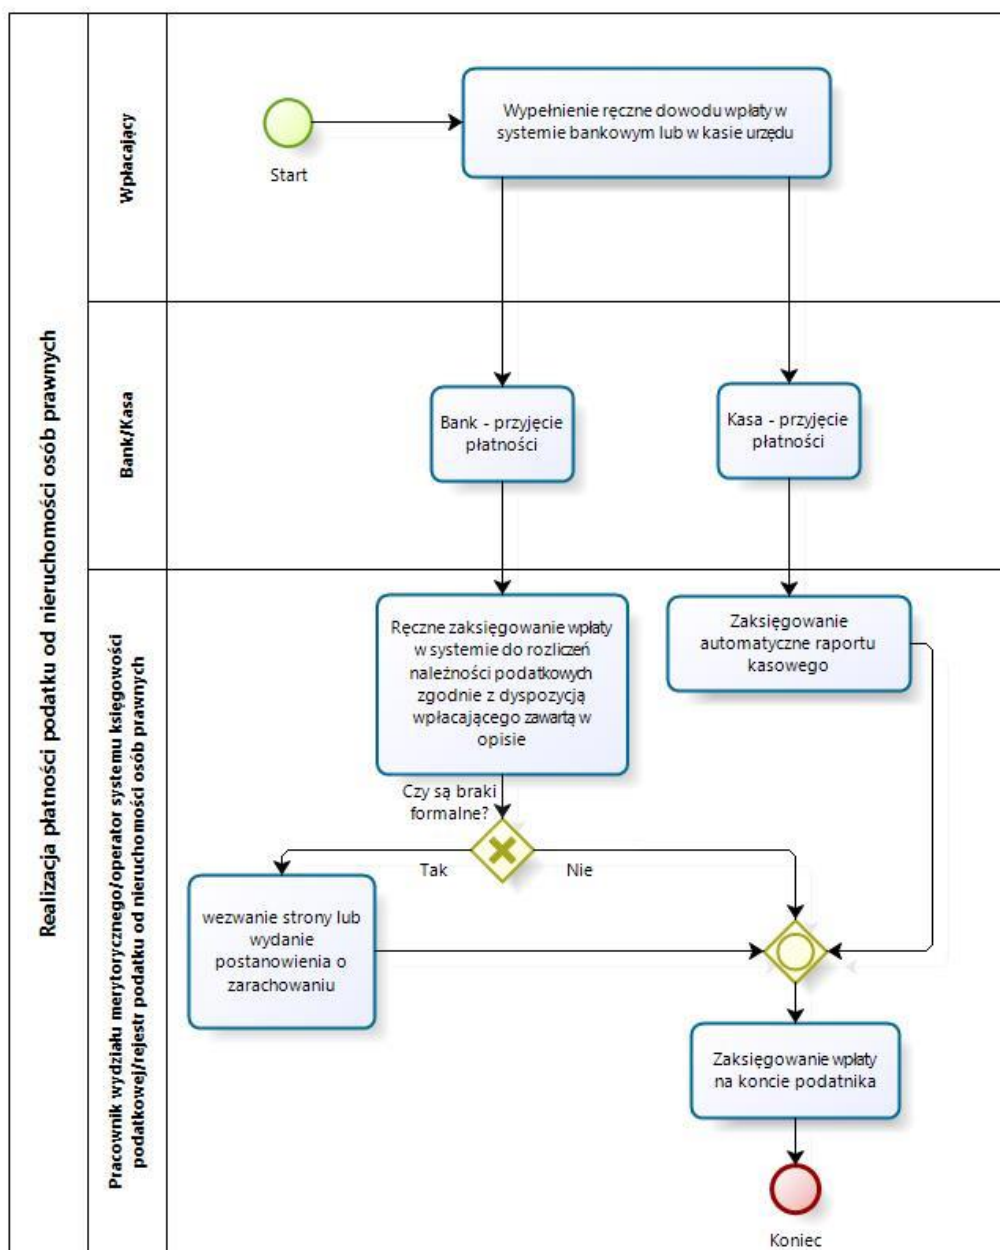 Realizacja płatności podatku od nieruchomości osób prawnych
Wpłacający
Start
Wypełnienie ręczne dowodu wpłaty w
systemie bankowym lub w kasie urzędu
Bank/Kasa
Bank - przyjęcie
płatności
Kasa - przyjęcie
płatności
Pracownik wydziału merytorycznego/operator systemu księgowości
podatkowej/rejestr podatku od nieruchomości osób prawnych
Ręczne zaksięgowanie wpłaty
w systemie do rozliczeń
należności podatkowych
zgodnie z dyspozycją
wpłacającego zawartą w
opisie
Zaksięgowanie
automatyczne raportu
kasowego
Czy są braki
formalne?
Tak
Nie
wezwanie strony lub
wydanie
postanowienia o
zarachowaniu
Zaksięgowanie wpłaty
na koncie podatnika
Koniec